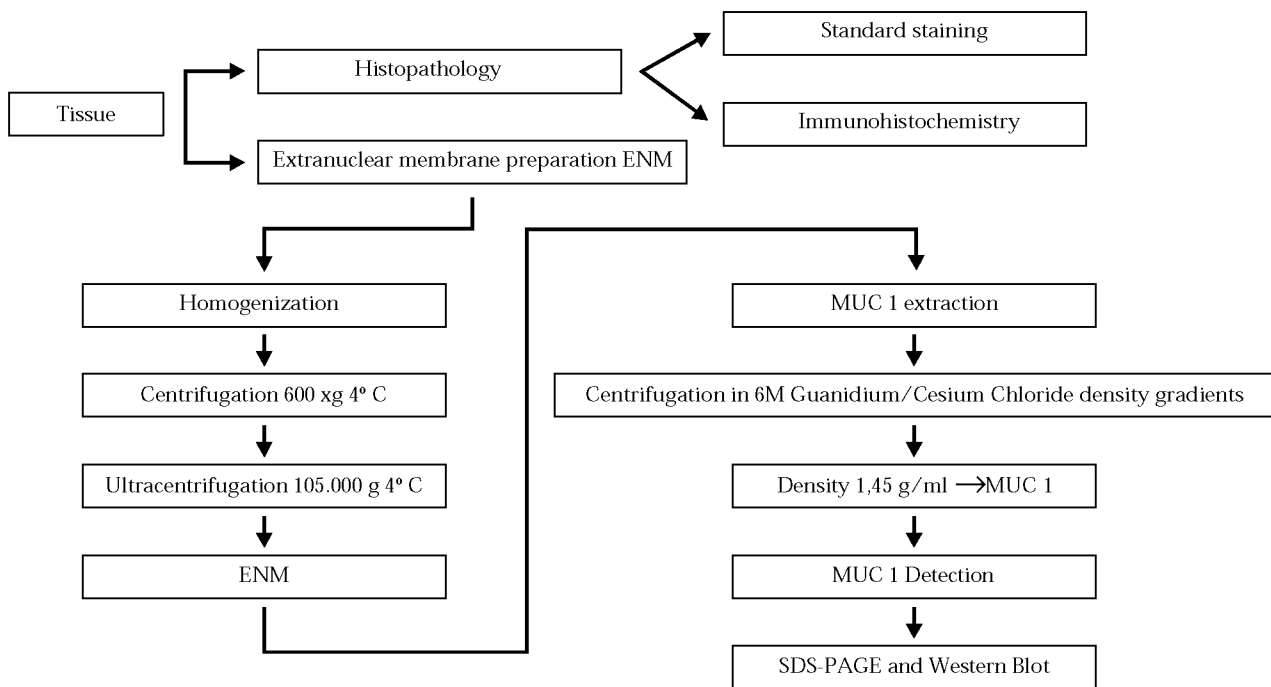 Standard staining
Histopathology
Tissue
Immunohistochemistry
Extranuclear membrane preparation ENM
Homogenization
Centrifugation 600 xg 4º C
Ultracentrifugation 105.000 g 4º C
ENM
MUC 1 extraction
Centrifugation in 6M Guanidium/Cesium Chloride density gradients
Density 1,45 g/ml →MUC 1
MUC 1 Detection
SDS-PAGE and Western Blot